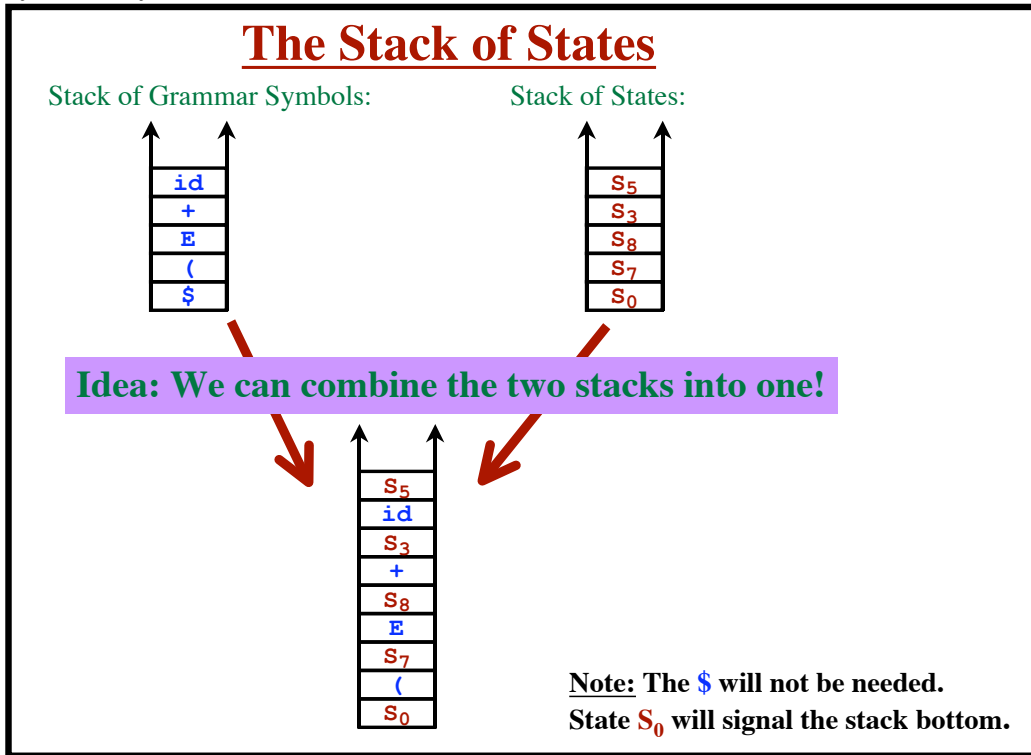 The Stack of States
Stack of Grammar Symbols:
Stack of States:
id
+
E
(
$
S5
S3
S8
S7
S0
Idea: We can combine the two stacks into one!
S5
id
S3
+
S8
E
S7
(
S0
Note: The $ will not be needed.
State S0 will signal the stack bottom.